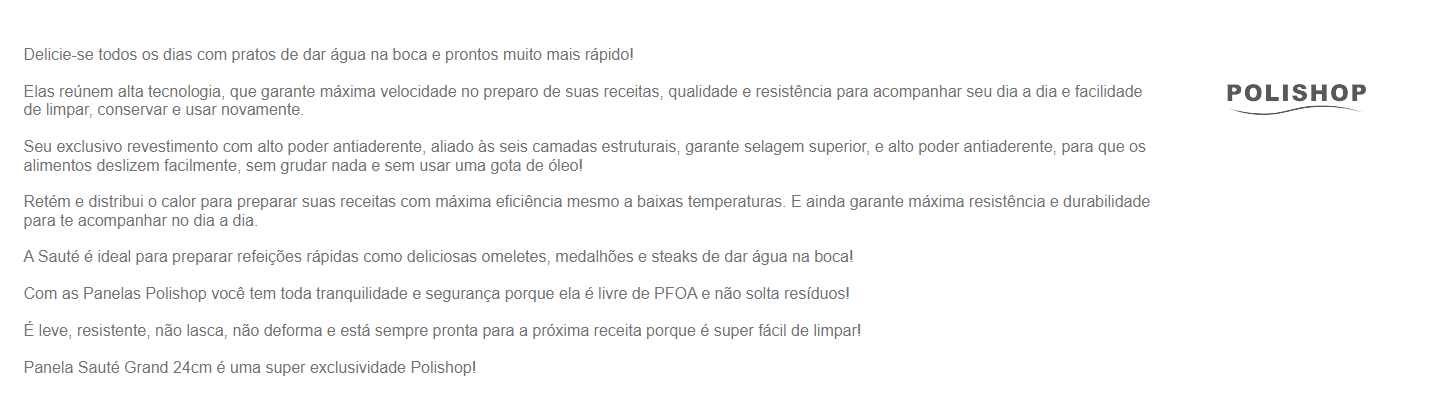 Delicie-se todos os dias com pratos de dar água na boca e prontos muito mais rápido!
Elas reúnem alta tecnologia, que garante máxima velocidade no preparo de suas receitas, qualidade e resistência para acompanhar seu dia a dia e facilidade
de limpar, conservar e usar novamente.
Seu exclusivo revestimento com alto poder antiaderente, aliado às seis camadas estruturais, garante selagem superior, e alto poder antiaderente, para que os
alimentos deslizem facilmente, sem grudar nada e sem usar uma gota de óleo!
Retém e distribui o calor para preparar suas receitas com máxima eficiência mesmo a baixas temperaturas. E ainda garante máxima resistência e durabilidade
para te acompanhar no dia a dia.
A Sauté é ideal para preparar refeições rápidas como deliciosas omeletes, medalhões e steaks de dar água na boca!
Com as Panelas Polishop você tem toda tranquilidade e segurança porque ela é livre de PFOA e não solta resíduos!
É leve, resistente, não lasca, não deforma e está sempre pronta para a próxima receita porque é super fácil de limpar!
Panela Sauté Grand 24cm é uma super exclusividade Polishop!
POLISHOP